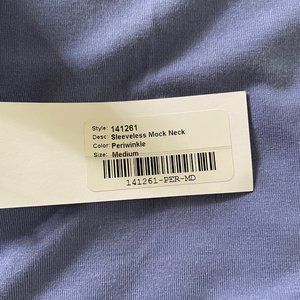 Style: 141261
Desc: Sleeveless Mock Neck
Color: Periwinkle
Size: Medium
141261-PER-MD